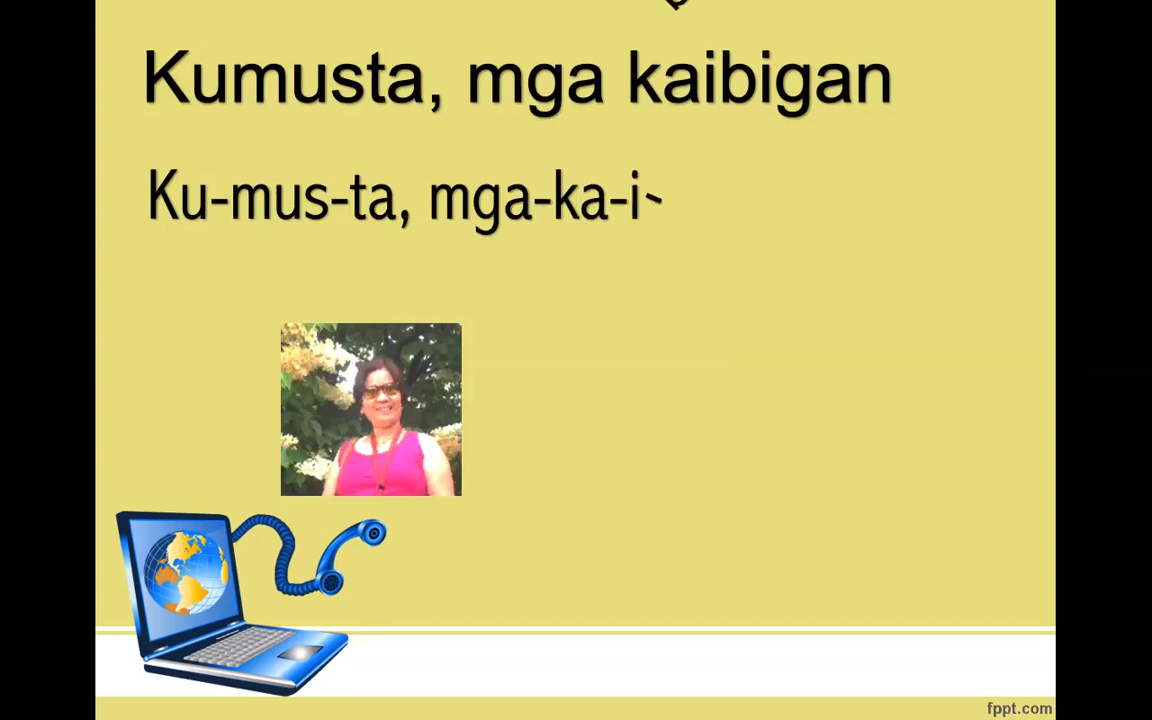 Kumusta, mga kaibigan
Ku-mus-ta, mga-ka-i-
fppt.com